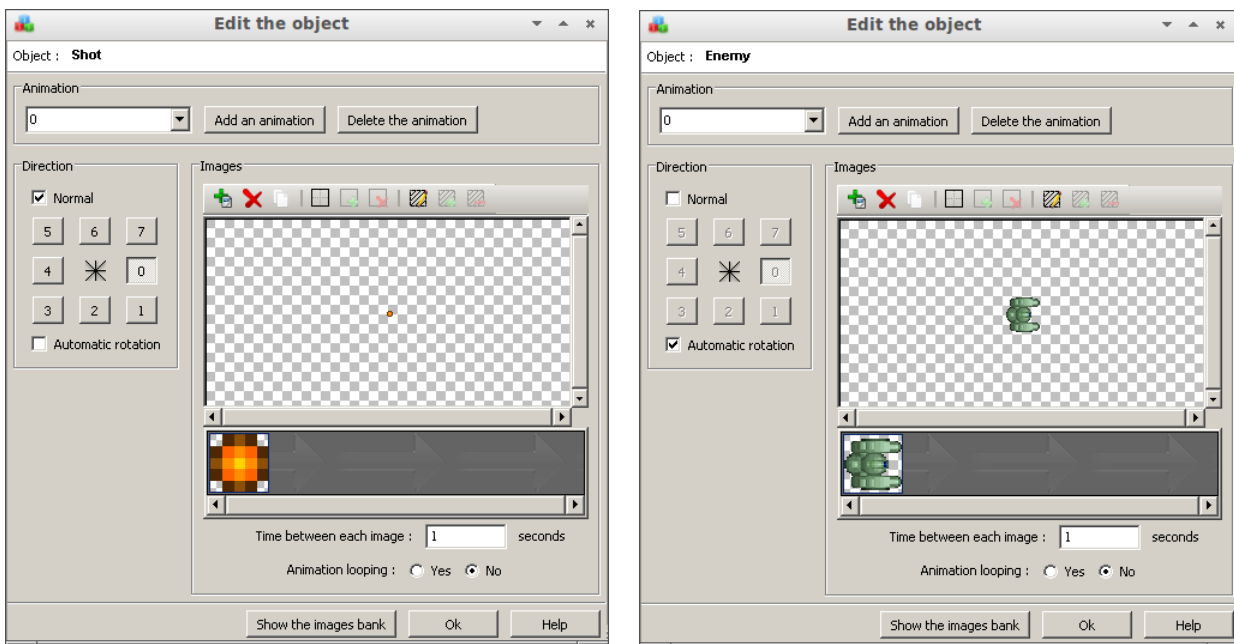 Edit the object
Object : Shot
Animation
0
Add an animation
Delete the animation
Direction
Normal
5 6 7
4 0
3 2 1
Automatic rotation
Images
Time between each image : 1 seconds
Animation looping : Yes No
Show the images bank
Ok
Help
Edit the object
Object : Enemy
Animation
0
Add an animation
Delete the animation
Direction
Normal
5 6 7
4 0
3 2 1
Automatic rotation
Images
Time between each image : 1 seconds
Animation looping : Yes No
Show the images bank
Ok
Help